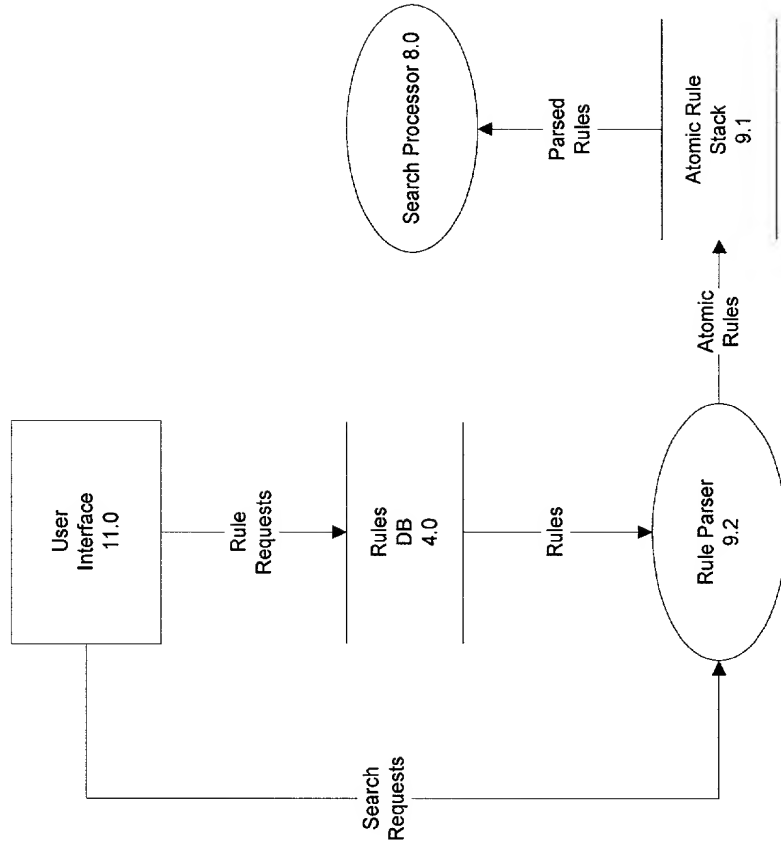 User
Interface
11.0
Rule
Requests
Search
Requests
Rules
DB
4.0
Rules
Rule Parser
9.2
Atomic
Rules
Atomic Rule
Stack
9.1
Parsed
Rules
Search Processor 8.0